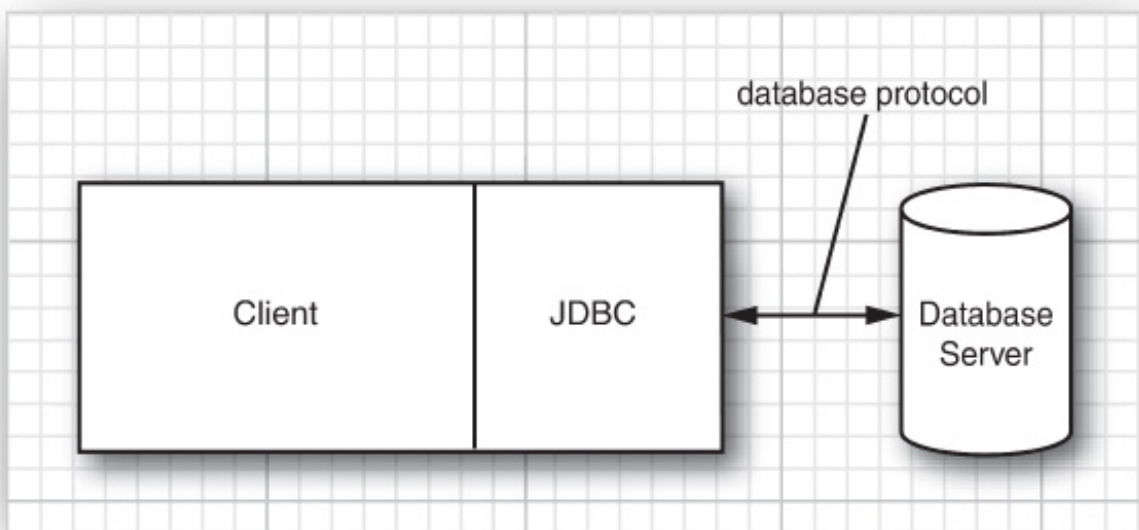 database protocol
Client
JDBC
Database
Server